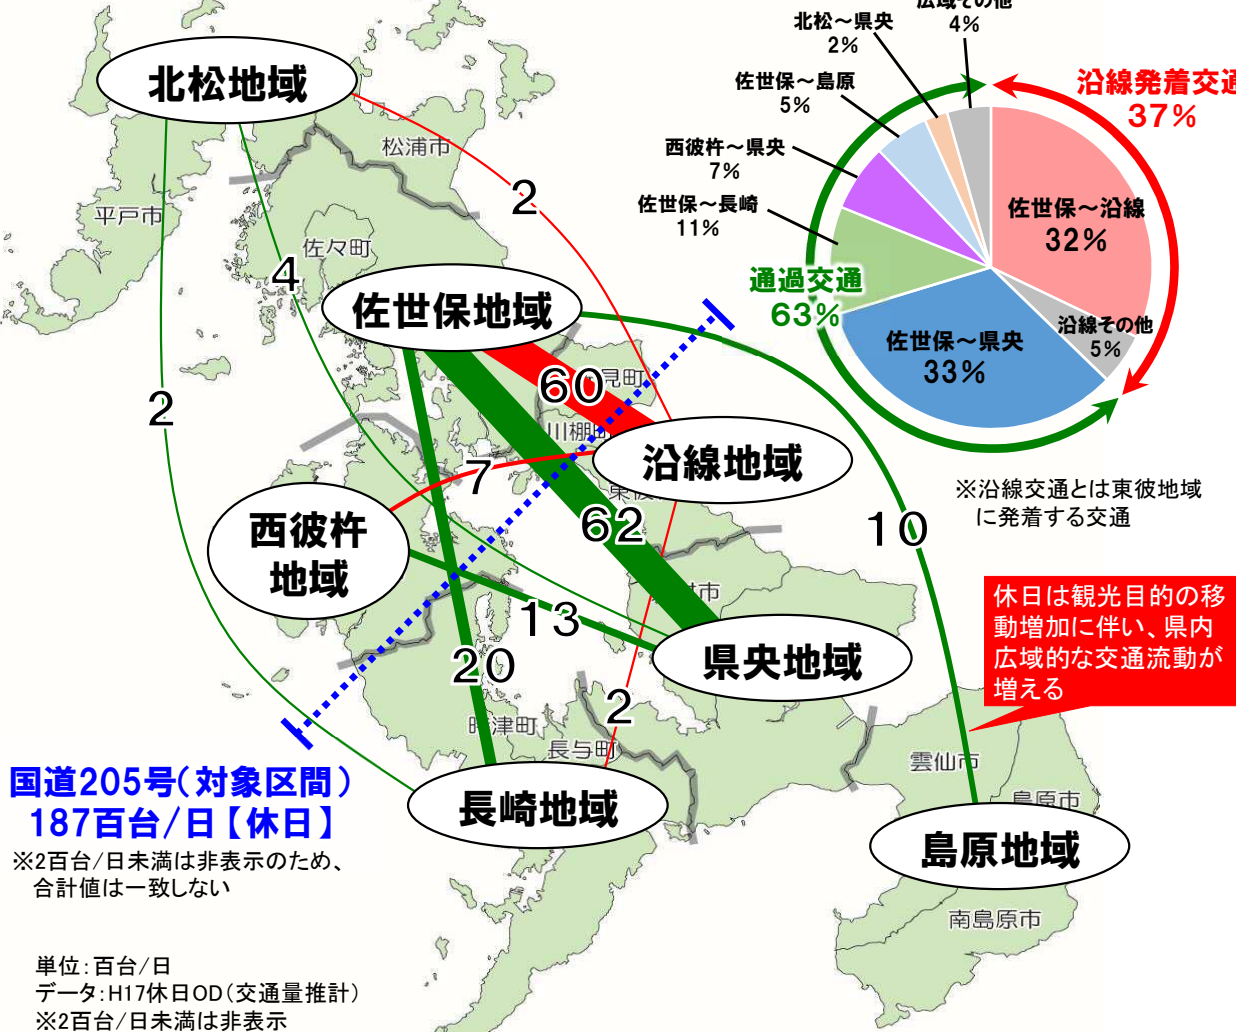 広域その他
4%
北松～県央
2%
佐世保～島原
5%
西彼杵～県央
7%
佐世保～長崎
11%
沿線発着交通
37%
佐世保～沿線
32%
沿線その他
5%
佐世保～県央
33%
通過交通
63%
※沿線交通とは東彼地域
に発着する交通
北松地域
松浦市
平戸市
佐々町
佐世保地域
見町
川棚町
沿線地域
東彼
西彼杵
地域
県央地域
市
時津町
長与町
長崎地域
雲仙市
島原市
島原地域
南島原市
2
4
2
60
7
62
10
13
20
2
休日は観光目的の移
動増加に伴い、県内
広域的な交通流動が
増える
国道205号(対象区間)
187百台/日【休日】
※2百台/日未満は非表示のため、
合計値は一致しない
単位:百台/日
データ:H17休日OD(交通量推計)
※2百台/日未満は非表示